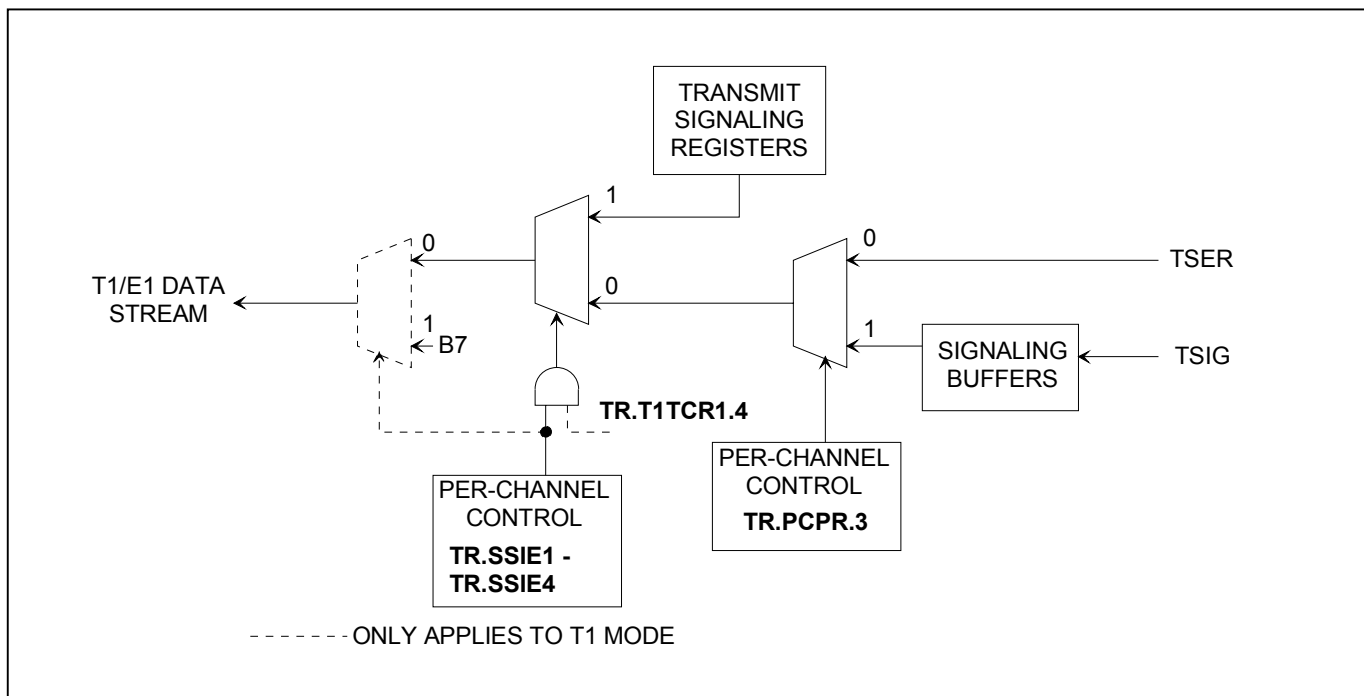 TRANSMIT
SIGNALING
REGISTERS
1
0
0
TSER
T1/E1 DATA
STREAM
0
1
B7
1
SIGNALING
BUFFERS
TSIG
TR.T1TCR1.4
PER-CHANNEL
CONTROL
TR.PCPR.3
PER-CHANNEL
CONTROL
TR.SSIE1 -
TR.SSIE4
ONLY APPLIES TO T1 MODE